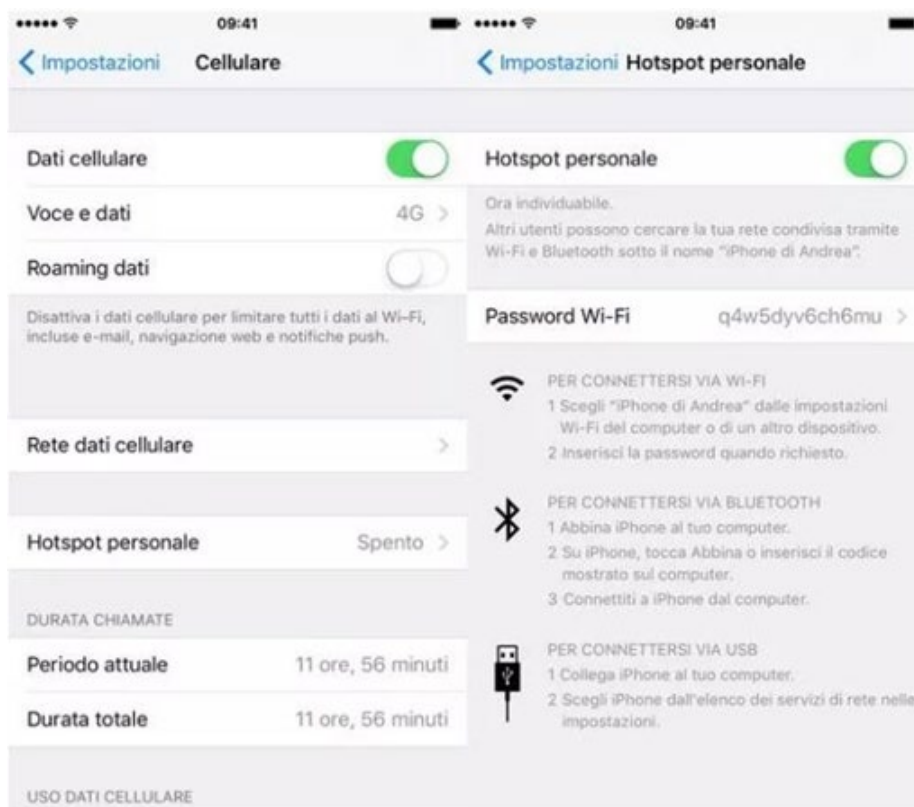 09:41
Impostazioni Cellulare
Dati cellulare
Voce e dati 4G
Roaming dati
Disattiva i dati cellulare per limitare tutti i dati al Wi-Fi,
incluse e-mail, navigazione web e notifiche push.
Rete dati cellulare
Hotspot personale Spento
DURATA CHIAMATE
Periodo attuale 11 ore, 56 minuti
Durata totale 11 ore, 56 minuti
USO DATI CELLULARE
09:41
Impostazioni Hotspot personale
Hotspot personale
Ora individuabile.
Altri utenti possono cercare la tua rete condivisa tramite
Wi-Fi e Bluetooth sotto il nome "iPhone di Andrea".
Password Wi-Fi q4w5dyv6ch6mu
PER CONNETTERSI VIA WI-FI
1 Scegli "iPhone di Andrea" dalle impostazioni
Wi-Fi del computer o di un altro dispositivo.
2 Inserisci la password quando richiesto.
PER CONNETTERSI VIA BLUETOOTH
1 Abbina iPhone al tuo computer.
2 Su iPhone, tocca Abbina o inserisci il codice
mostrato sul computer.
3 Connettiti a iPhone dal computer.
PER CONNETTERSI VIA USB
1 Collega iPhone al tuo computer.
2 Scegli iPhone dall'elenco dei servizi di rete nelle
impostazioni.